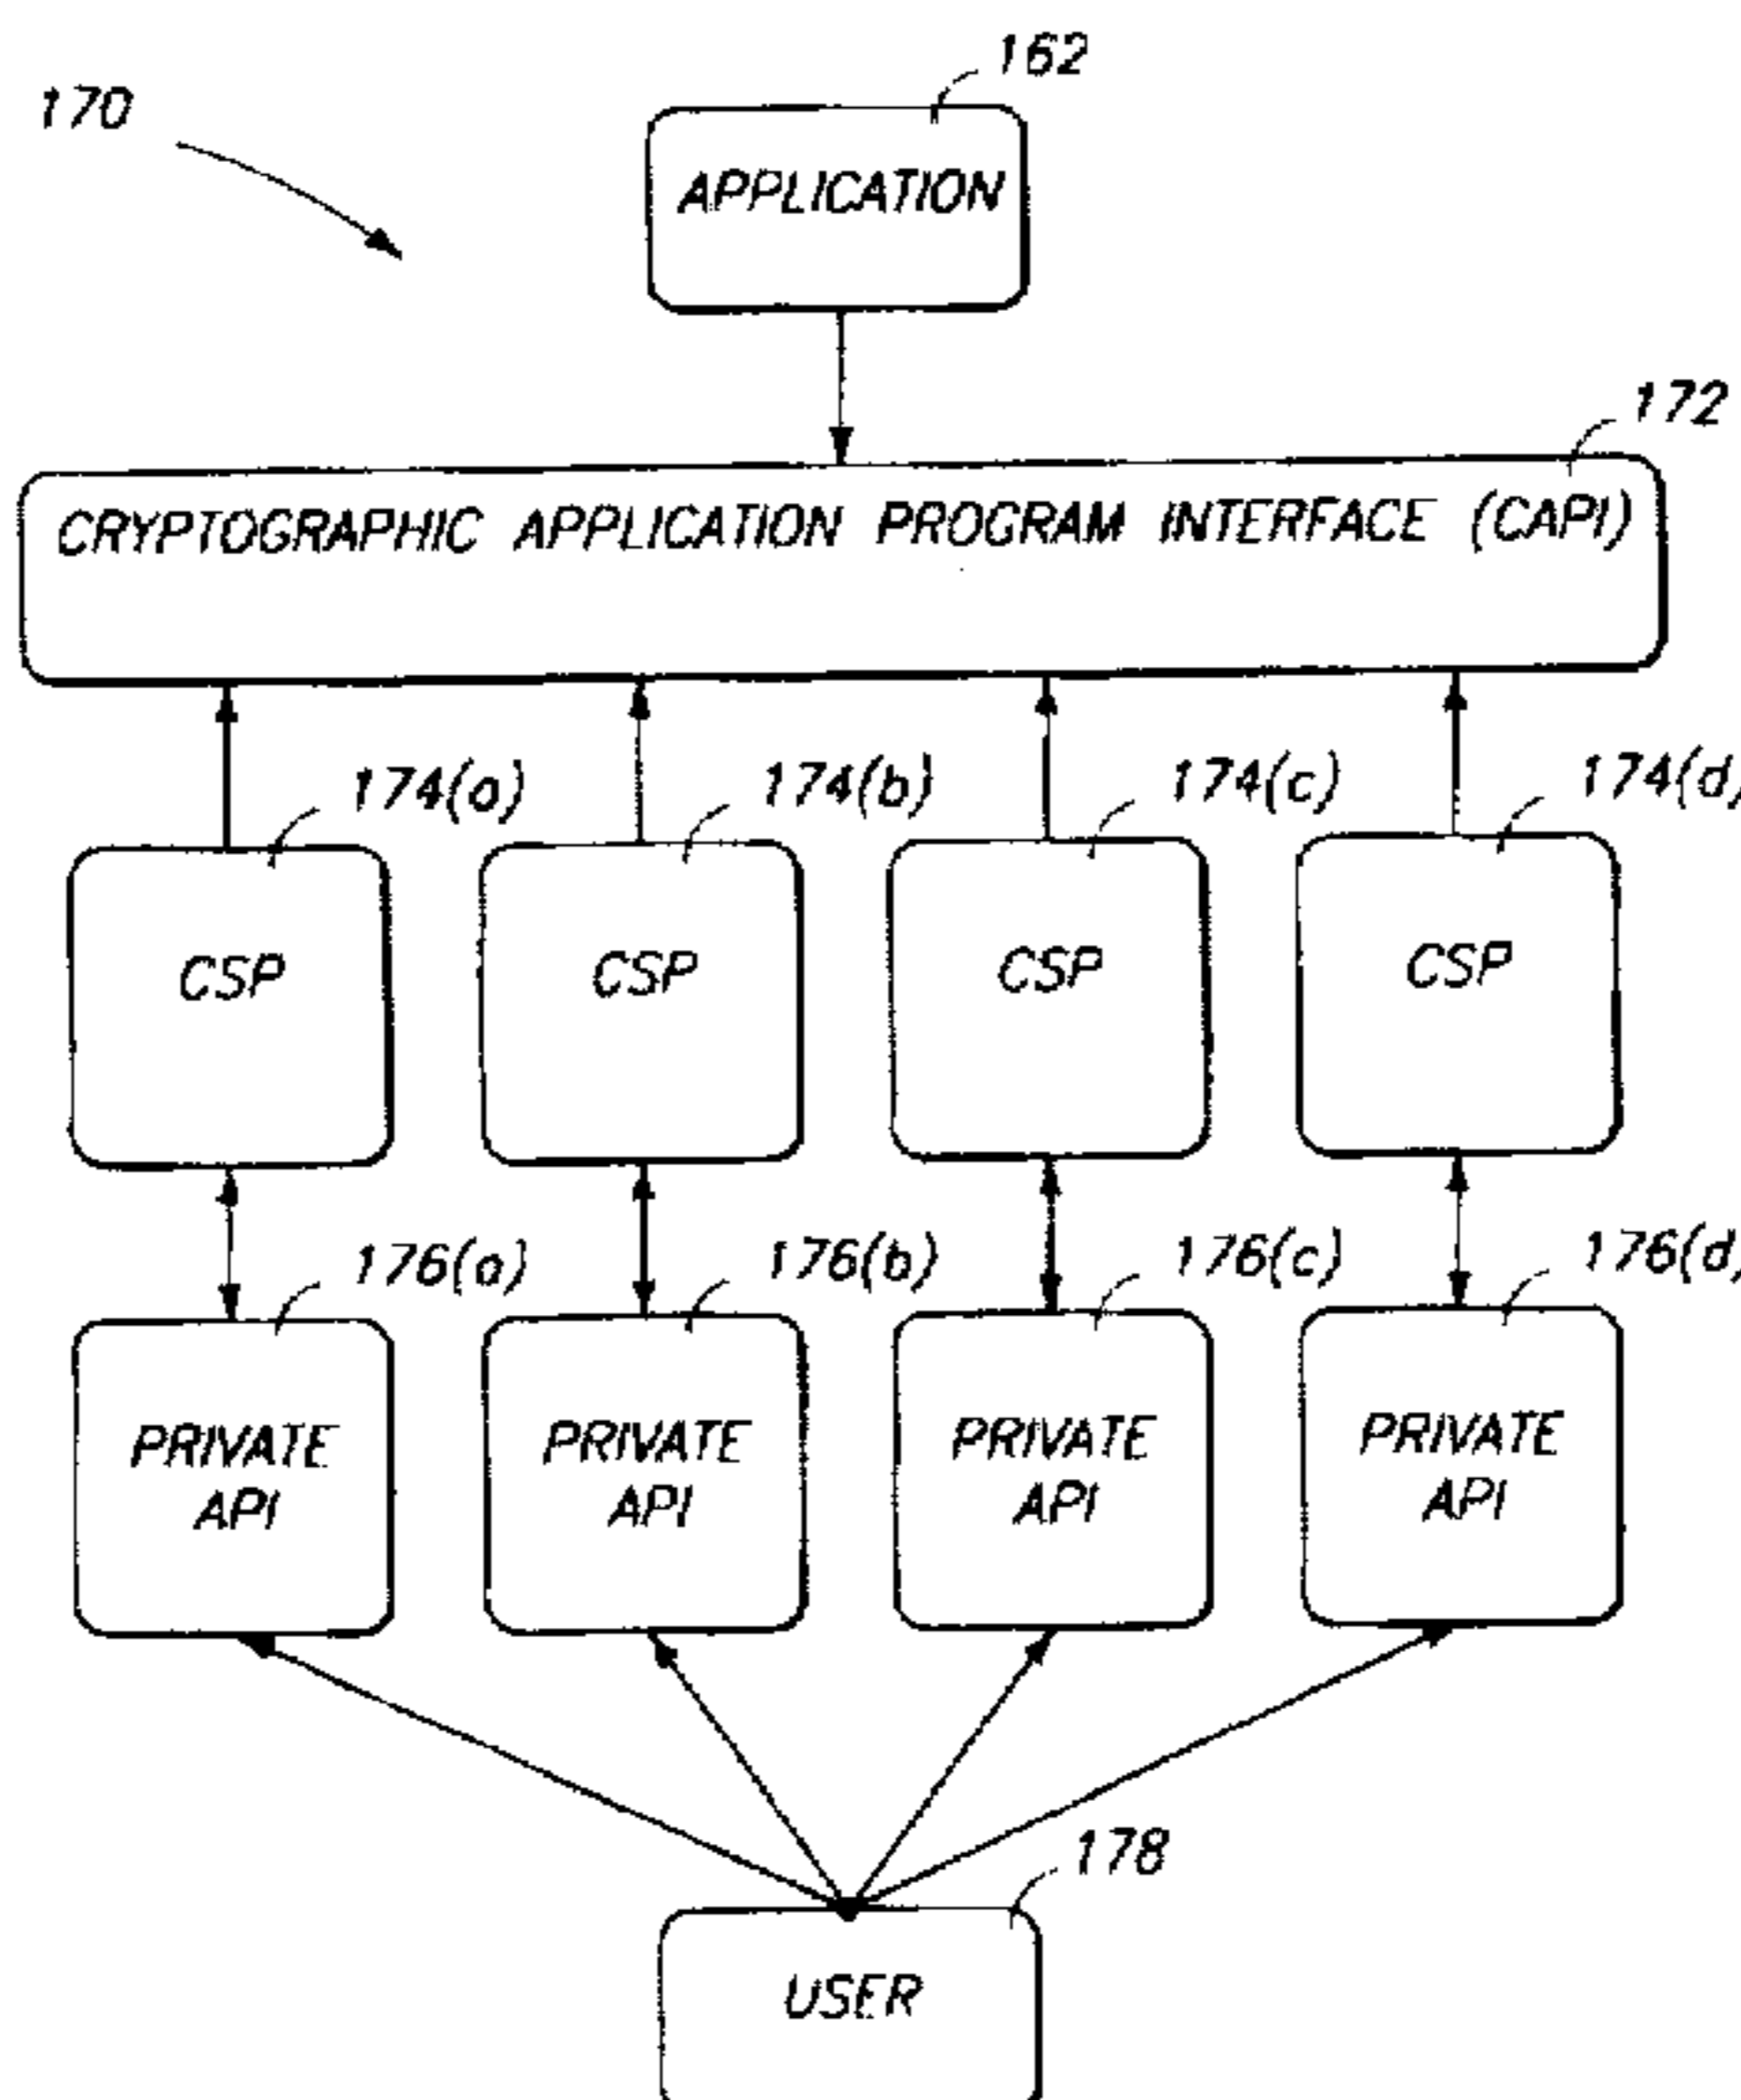 162
170
APPLICATION
172
CRYPTOGRAPHIC APPLICATION PROGRAM INTERFACE (CAPI)
174(a) 174(b) 174(c) 174(d)
CSP CSP CSP CSP
176(a) 176(b) 176(c) 176(d)
PRIVATE PRIVATE PRIVATE PRIVATE
API API API API
178
USER